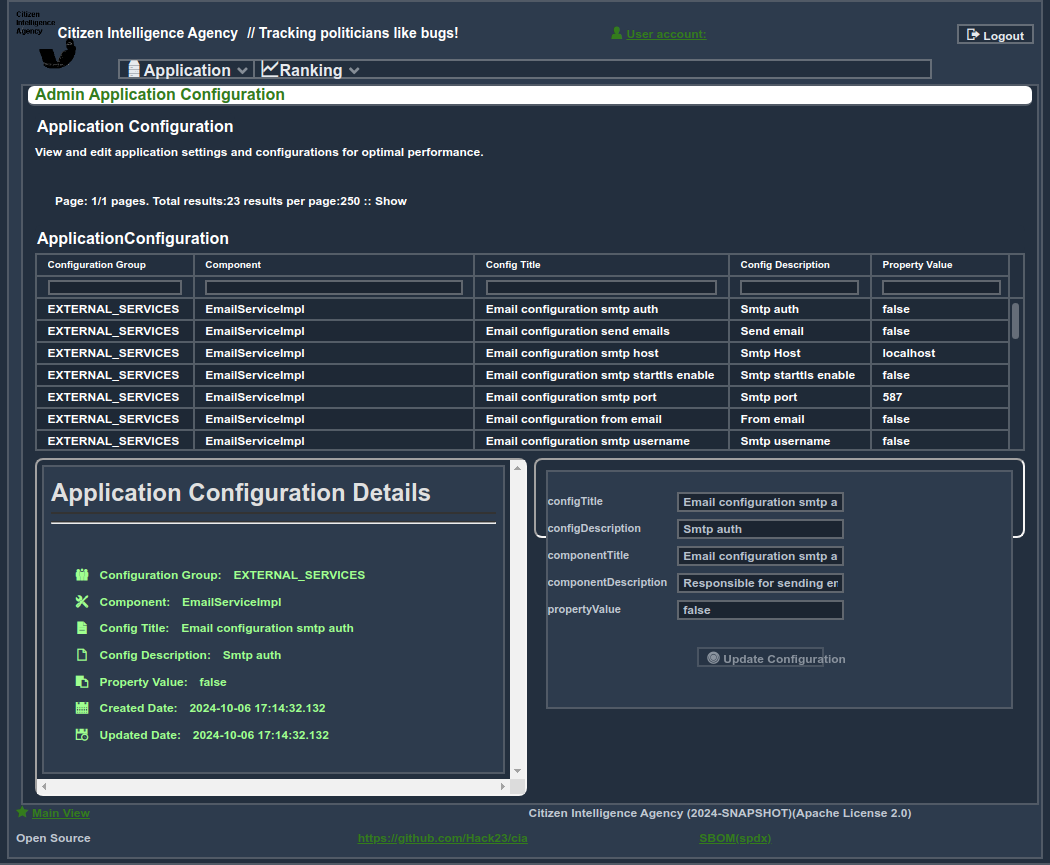 Citizen
Intelligence
Agency
Citizen Intelligence Agency // Tracking politicians like bugs!
User account:
Logout
Application
Ranking
Admin Application Configuration
Application Configuration
View and edit application settings and configurations for optimal performance.
Page: 1/1 pages. Total results:23 results per page:250 :: Show
ApplicationConfiguration
Configuration Group Component Config Title Config Description Property Value
EXTERNAL_SERVICES EmailServiceImpl Email configuration smtp auth Smtp auth false
EXTERNAL_SERVICES EmailServiceImpl Email configuration send emails Send email false
EXTERNAL_SERVICES EmailServiceImpl Email configuration smtp host Smtp Host localhost
EXTERNAL_SERVICES EmailServiceImpl Email configuration smtp starttls enable Smtp starttls enable false
EXTERNAL_SERVICES EmailServiceImpl Email configuration smtp port Smtp port 587
EXTERNAL_SERVICES EmailServiceImpl Email configuration from email From email false
EXTERNAL_SERVICES EmailServiceImpl Email configuration smtp username Smtp username false
Application Configuration Details
Configuration Group: EXTERNAL_SERVICES
Component: EmailServiceImpl
Config Title: Email configuration smtp auth
Config Description: Smtp auth
Property Value: false
Created Date: 2024-10-06 17:14:32.132
Updated Date: 2024-10-06 17:14:32.132
configTitle Email configuration smtp a
configDescription Smtp auth
componentTitle Email configuration smtp a
componentDescription Responsible for sending er
propertyValue false
Update Configuration
Main View
Citizen Intelligence Agency (2024-SNAPSHOT)(Apache License 2.0)
Open Source
https://github.com/Hack23/cia
SBOM(spdx)